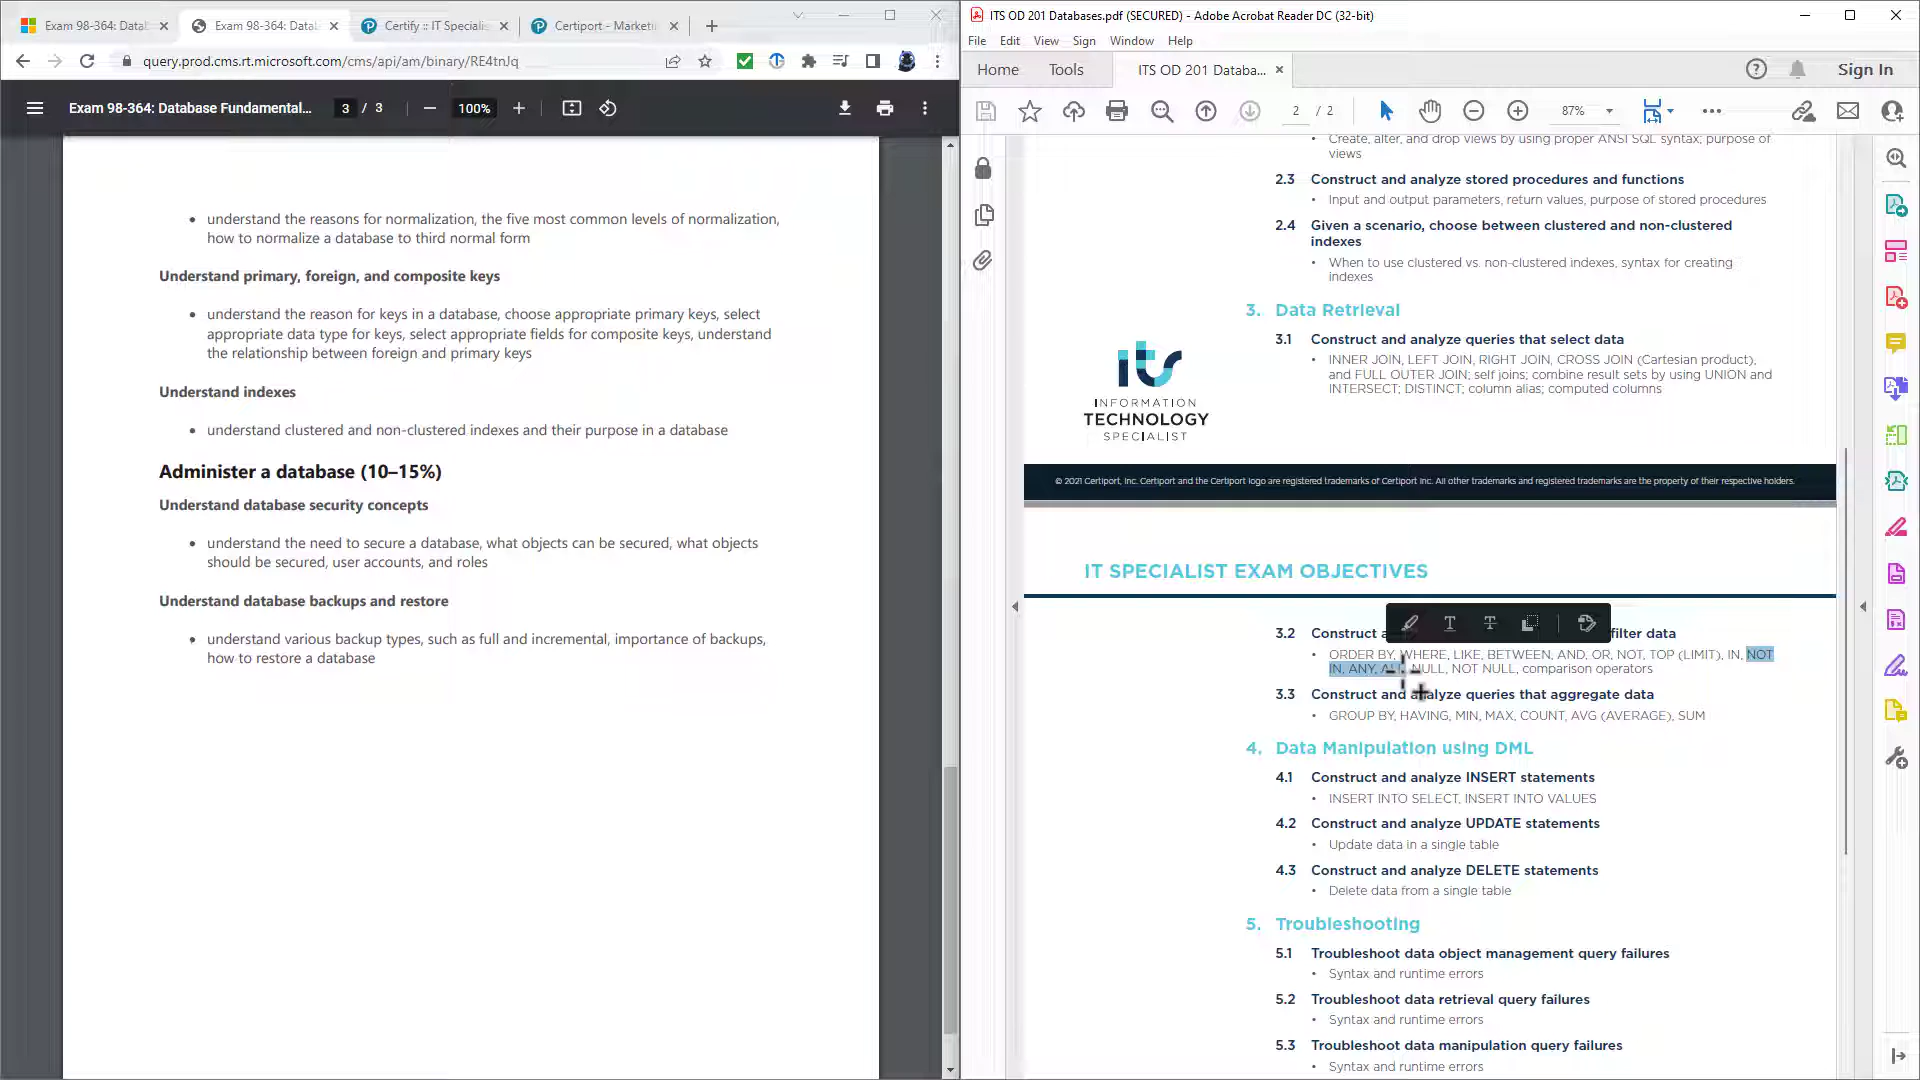 Exam 98-364: Datab
Exam 98-364: Datab
Certify :: IT Specialis
Certiport - Marketi
query.prod.cms.rt.microsoft.com/cms/api/am/binary/RE4tnJq
Exam 98-364: Database Fundamental...
3 / 3
100%
understand the reasons for normalization, the five most common levels of normalization,
how to normalize a database to third normal form
Understand primary, foreign, and composite keys
understand the reason for keys in a database, choose appropriate primary keys, select
appropriate data type for keys, select appropriate fields for composite keys, understand
the relationship between foreign and primary keys
Understand indexes
understand clustered and non-clustered indexes and their purpose in a database
Administer a database (10–15%)
Understand database security concepts
understand the need to secure a database, what objects can be secured, what objects
should be secured, user accounts, and roles
Understand database backups and restore
understand various backup types, such as full and incremental, importance of backups,
how to restore a database
ITS OD 201 Databases.pdf (SECURED) - Adobe Acrobat Reader DC (32-bit)
File Edit View Sign Window Help
Home Tools ITS OD 201 Databa... Sign In
2 / 2 87%
Create, alter, and drop views by using proper ANSI SQL syntax; purpose of
views
2.3 Construct and analyze stored procedures and functions
Input and output parameters, return values, purpose of stored procedures
2.4 Given a scenario, choose between clustered and non-clustered
indexes
When to use clustered vs. non-clustered indexes, syntax for creating
indexes
3. Data Retrieval
3.1 Construct and analyze queries that select data
INNER JOIN, LEFT JOIN, RIGHT JOIN, CROSS JOIN (Cartesian product),
and FULL OUTER JOIN; self joins; combine result sets by using UNION and
INTERSECT; DISTINCT; column alias; computed columns
its
INFORMATION
TECHNOLOGY
SPECIALIST
© 2021 Certiport, Inc. Certiport and the Certiport logo are registered trademarks of Certiport Inc. All other trademarks and registered trademarks are the property of their respective holders.
IT SPECIALIST EXAM OBJECTIVES
3.2 Construct a filter data
ORDER BY, WHERE, LIKE, BETWEEN, AND, OR, NOT, TOP (LIMIT), IN, NOT
IN, ANY, ALL, NULL, NOT NULL, comparison operators
3.3 Construct and analyze queries that aggregate data
GROUP BY, HAVING, MIN, MAX, COUNT, AVG (AVERAGE), SUM
4. Data Manipulation using DML
4.1 Construct and analyze INSERT statements
INSERT INTO SELECT, INSERT INTO VALUES
4.2 Construct and analyze UPDATE statements
Update data in a single table
4.3 Construct and analyze DELETE statements
Delete data from a single table
5. Troubleshooting
5.1 Troubleshoot data object management query failures
Syntax and runtime errors
5.2 Troubleshoot data retrieval query failures
Syntax and runtime errors
5.3 Troubleshoot data manipulation query failures
Syntax and runtime errors